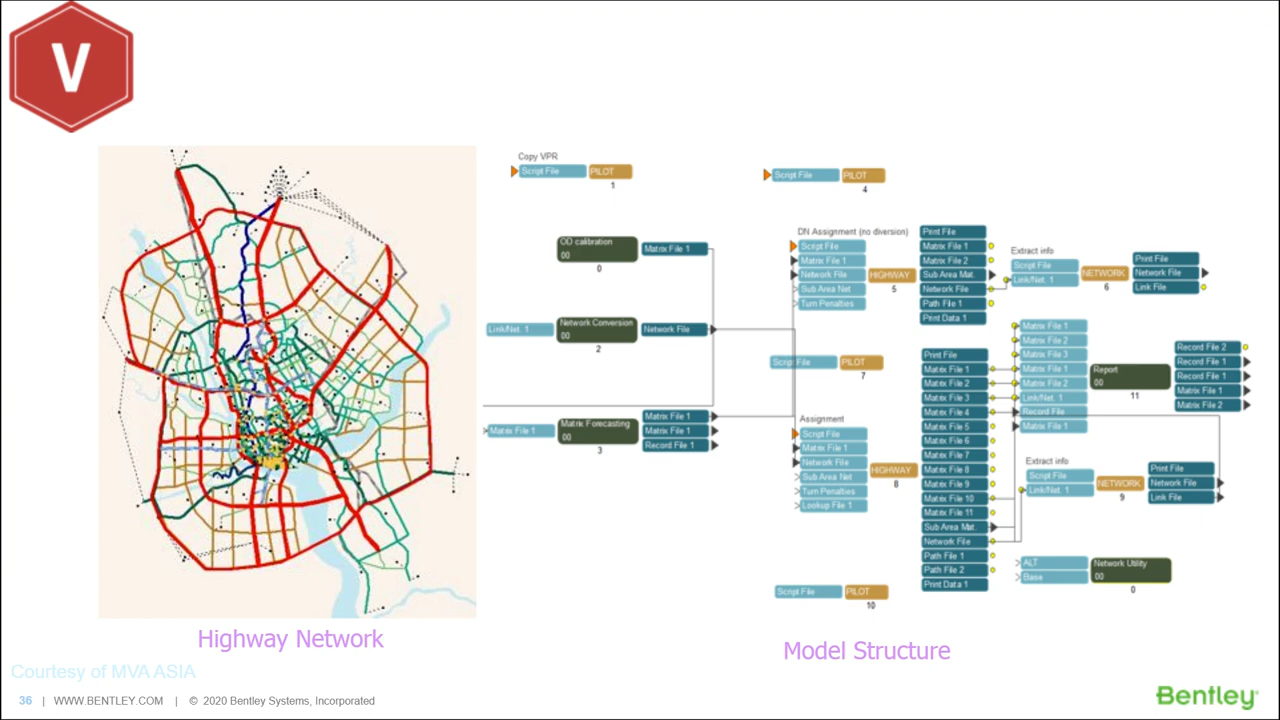 V
Copy VPR
Script File PILOT
1
Script File PILOT
4
OD calibration
00
Matrix File 1
0
Link/Net. 1
Network Conversion
00
Network File
2
Matrix File 1
Matrix Forecasting
00
Matrix File 1
Matrix File 1
Record File 1
3
DN Assignment (no diversion)
Script File
Matrix File 1
Network File
Sub Area Net
Turn Penalties
HIGHWAY
5
Print File
Matrix File 1
Matrix File 2
Sub Area Mat.
Network File
Path File 1
Print Data 1
Extract info
Script File
Link/Net. 1
NETWORK
6
Print File
Network File
Link File
Script File PILOT
7
Assignment
Script File
Matrix File 1
Network File
Sub Area Net
Turn Penalties
Lookup File 1
HIGHWAY
8
Print File
Matrix File 1
Matrix File 2
Matrix File 3
Matrix File 4
Matrix File 5
Matrix File 6
Matrix File 7
Matrix File 8
Matrix File 9
Matrix File 10
Matrix File 11
Sub Area Mat.
Network File
Path File 1
Path File 2
Print Data 1
Matrix File 1
Matrix File 2
Matrix File 3
Matrix File 1
Matrix File 2
Link/Net. 1
Record File
Matrix File 1
Report
00
11
Record File 2
Record File 1
Record File 1
Matrix File 1
Matrix File 2
Extract info
Script File
Link/Net. 1
NETWORK
9
Print File
Network File
Link File
ALT
Base
Network Utility
00
0
Script File PILOT
10
Highway Network
Model Structure
Courtesy of MVA ASIA
36 | WWW.BENTLEY.COM | © 2020 Bentley Systems, Incorporated
Bentley